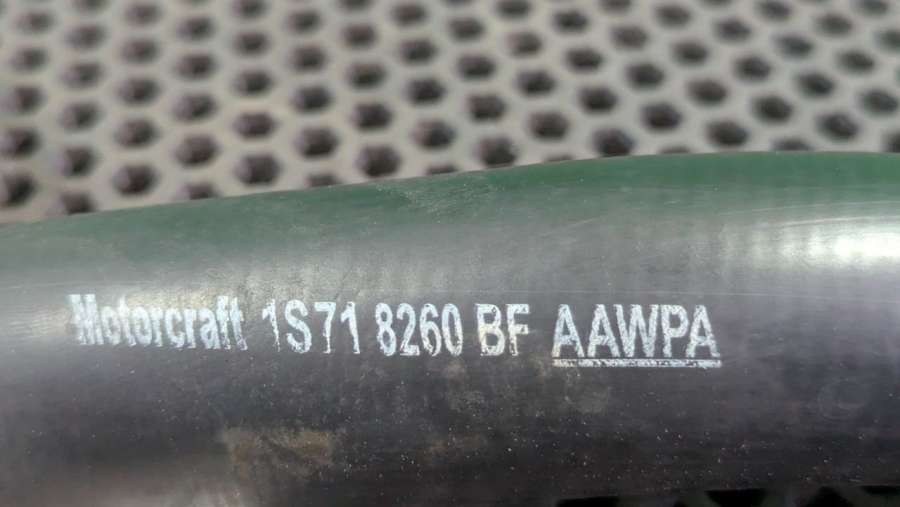 Motorcraft 1S71 8260 BF AAWPA